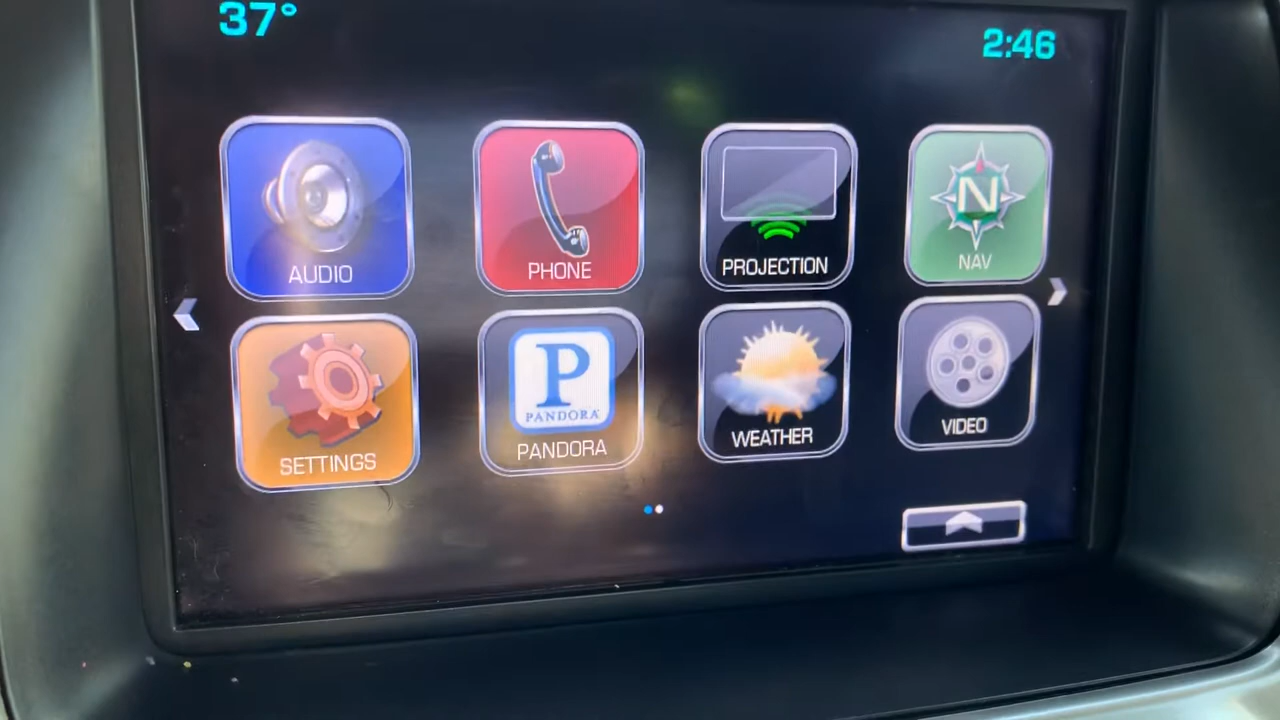 37°
2:46
AUDIO
PHONE
PROJECTION
N
NAV
SETTINGS
P
PANDORA
PANDORA
WEATHER
VIDEO